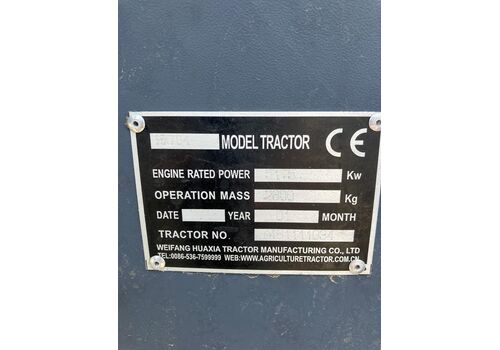 MODEL TRACTOR CE
ENGINE RATED POWER Kw
OPERATION MASS Kg
DATE YEAR MONTH
TRACTOR NO.
WEIFANG HUAXIA TRACTOR MANUFACTURING CO., LTD
TEL:0086-536-7599999 WEB:WWW.AGRICULTURETRACTOR.COM.CN